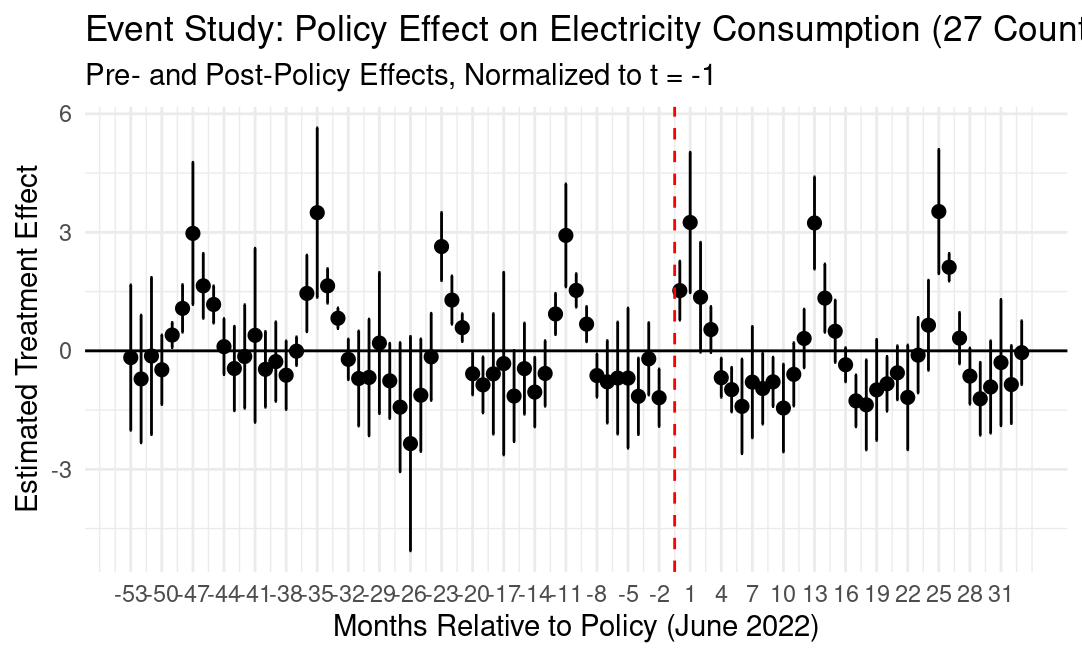 Event Study: Policy Effect on Electricity Consumption (27 Count
Pre- and Post-Policy Effects, Normalized to t = -1
Estimated Treatment Effect
6
3
0
-3
-53 -50 -47 -44 -41 -38 -35 -32 -29 -26 -23 -20 -17 -14 -11 -8 -5 -2 1 4 7 10 13 16 19 22 25 28 31
Months Relative to Policy (June 2022)